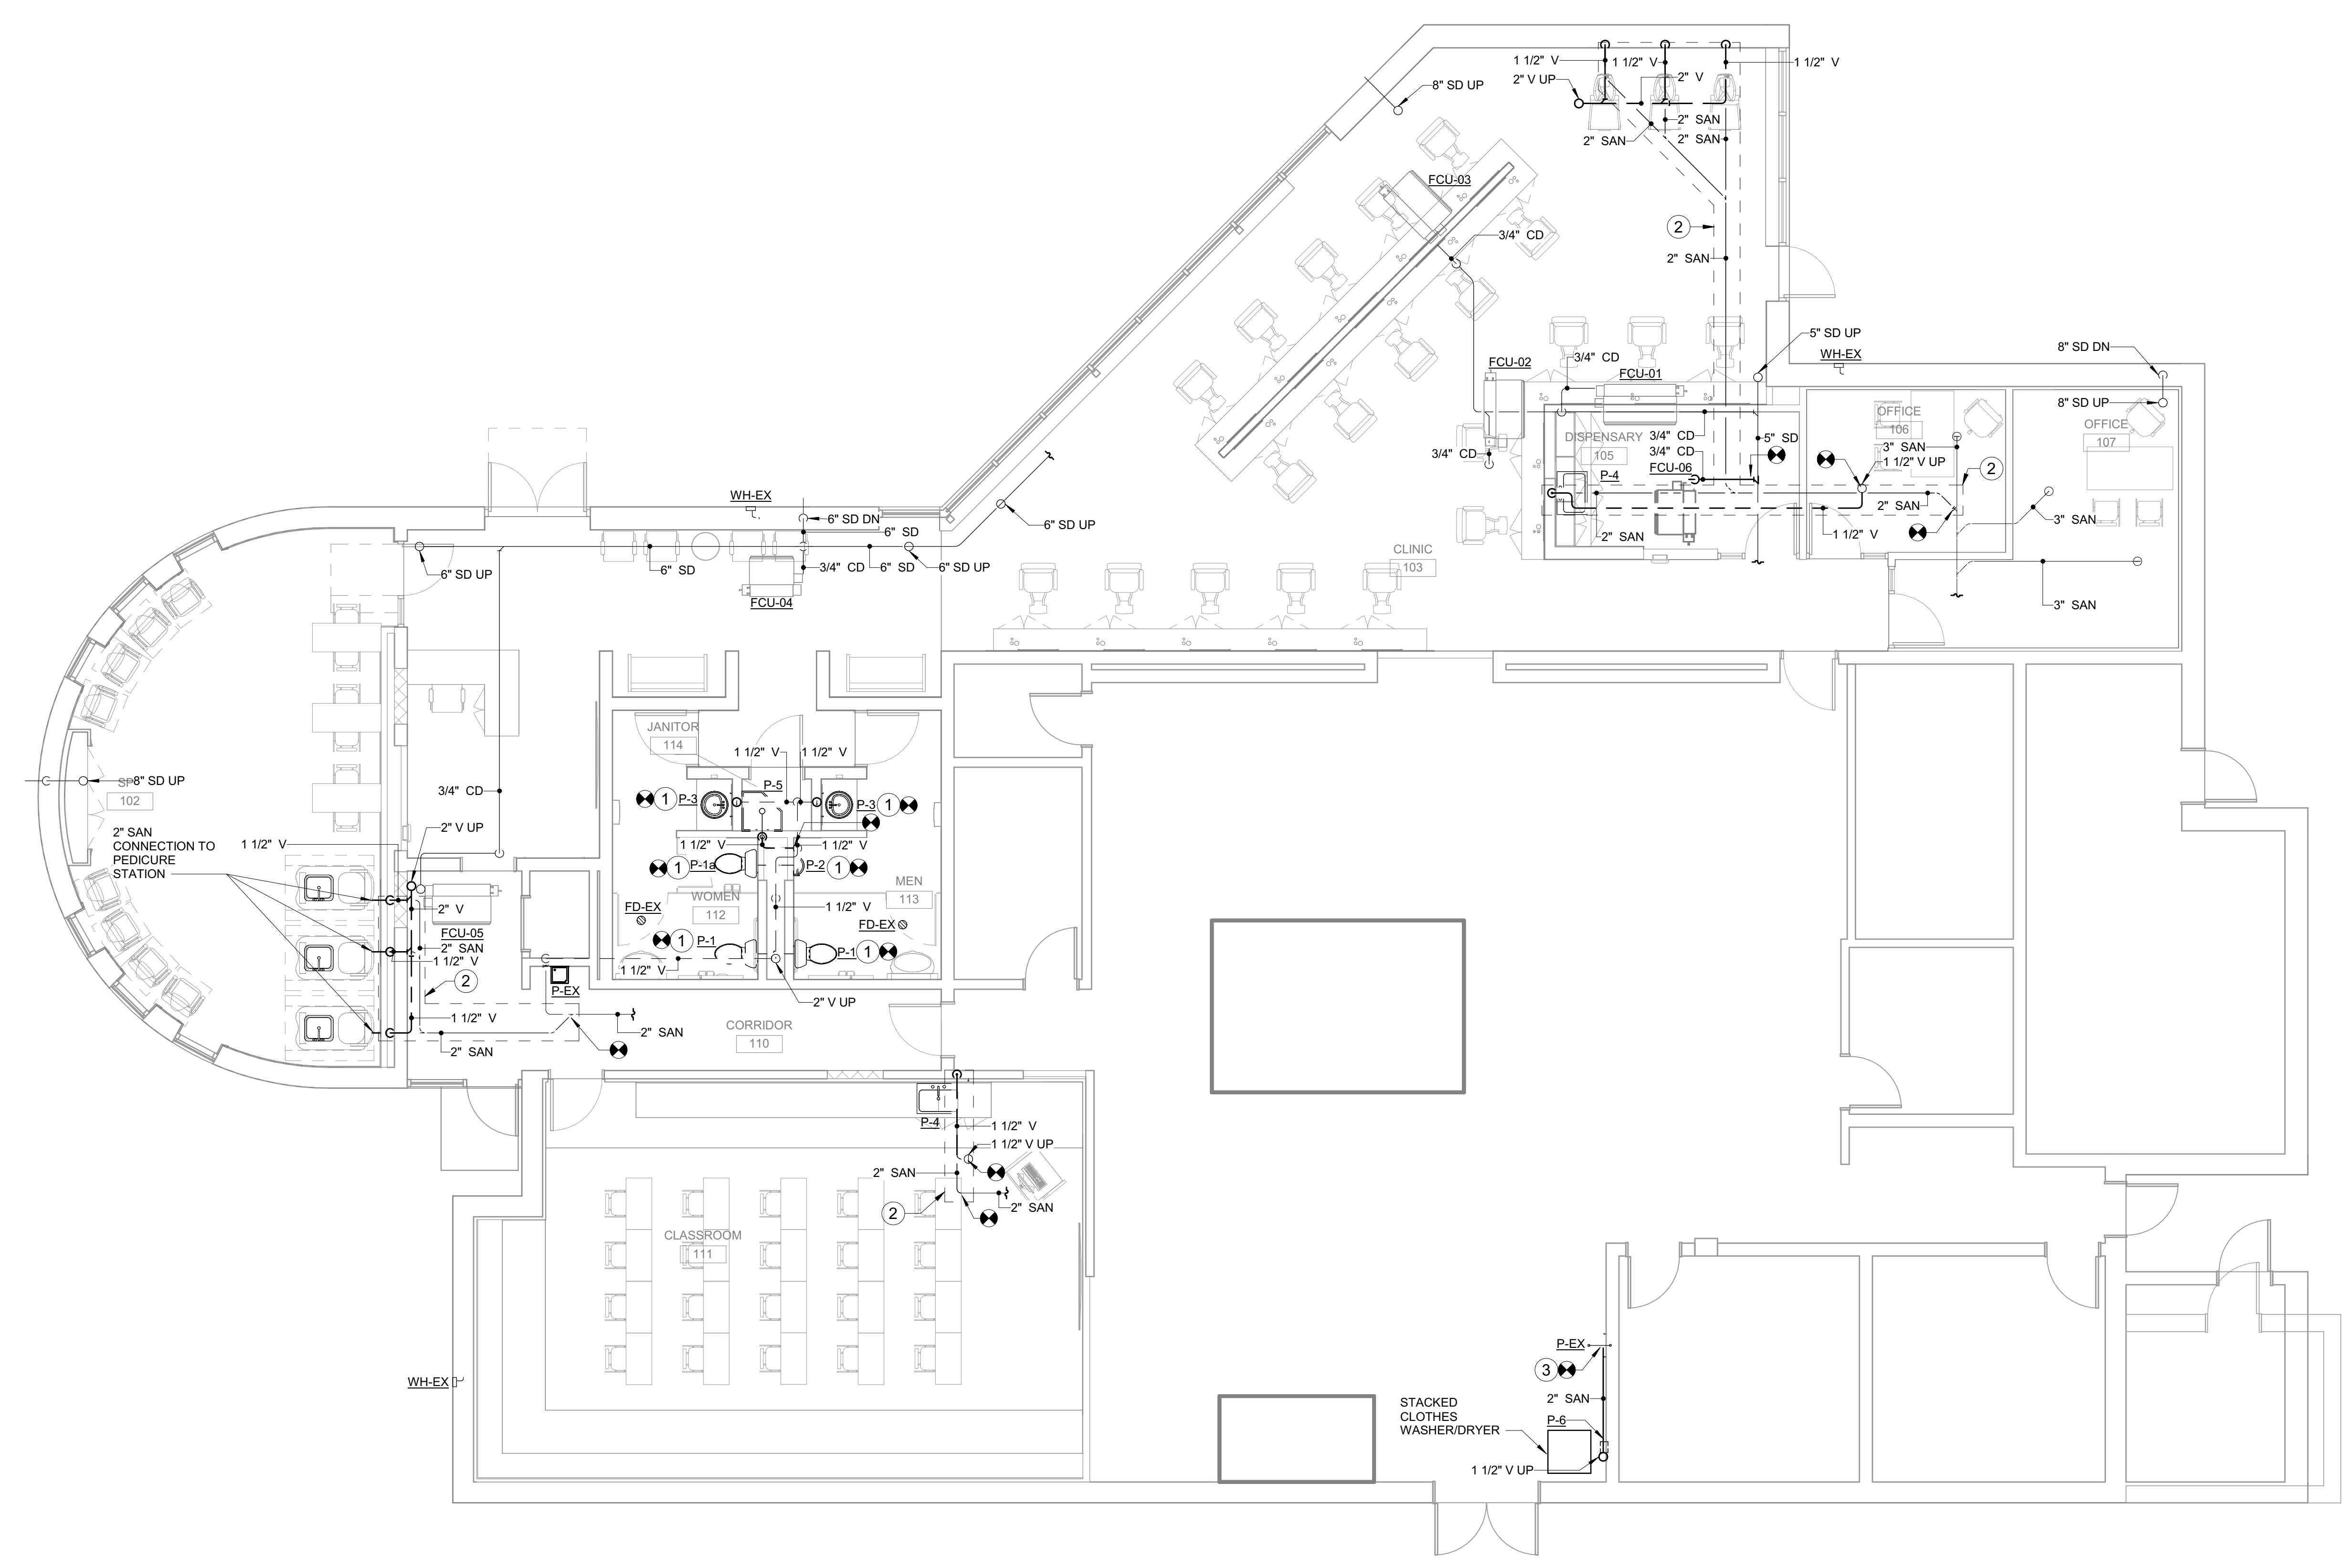 1 1/2" V
1 1/2" V
1 1/2" V
2" V UP
2" V
8" SD UP
2" SAN
2" SAN
2" SAN
FCU-03
2
3/4" CD
2" SAN
5" SD UP
8" SD DN
WH-EX
3/4" CD
FCU-02
FCU-01
8" SD UP
OFFICE
106
OFFICE
107
DISPENSARY
105
3/4" CD
5" SD
3" SAN
3/4" CD
3/4" CD
1 1/2" V UP
FCU-06
P-4
2
WH-EX
6" SD DN
6" SD UP
2" SAN
3" SAN
6" SD
2" SAN
1 1/2" V
CLINIC
103
6" SD UP
6" SD
3/4" CD
6" SD
6" SD UP
FCU-04
3" SAN
JANITOR
114
1 1/2" V
1 1/2" V
8" SD UP
SP
102
3/4" CD
P-5
1
P-3
P-3
1
2" V UP
2" SAN
CONNECTION TO
PEDICURE
STATION
1 1/2" V
1 1/2" V
1 1/2" V
1
P-1a
P-2
1
MEN
113
WOMEN
112
2" V
FD-EX
1 1/2" V
FD-EX
FCU-05
1
P-1
P-1
1
2" SAN
1 1/2" V
1 1/2" V
2
P-EX
2" V UP
1 1/2" V
2" SAN
CORRIDOR
110
2" SAN
P-4
1 1/2" V
1 1/2" V UP
2" SAN
2
2" SAN
CLASSROOM
111
P-EX
3
WH-EX
2" SAN
STACKED
CLOTHES
WASHER/DRYER
P-6
1 1/2" V UP